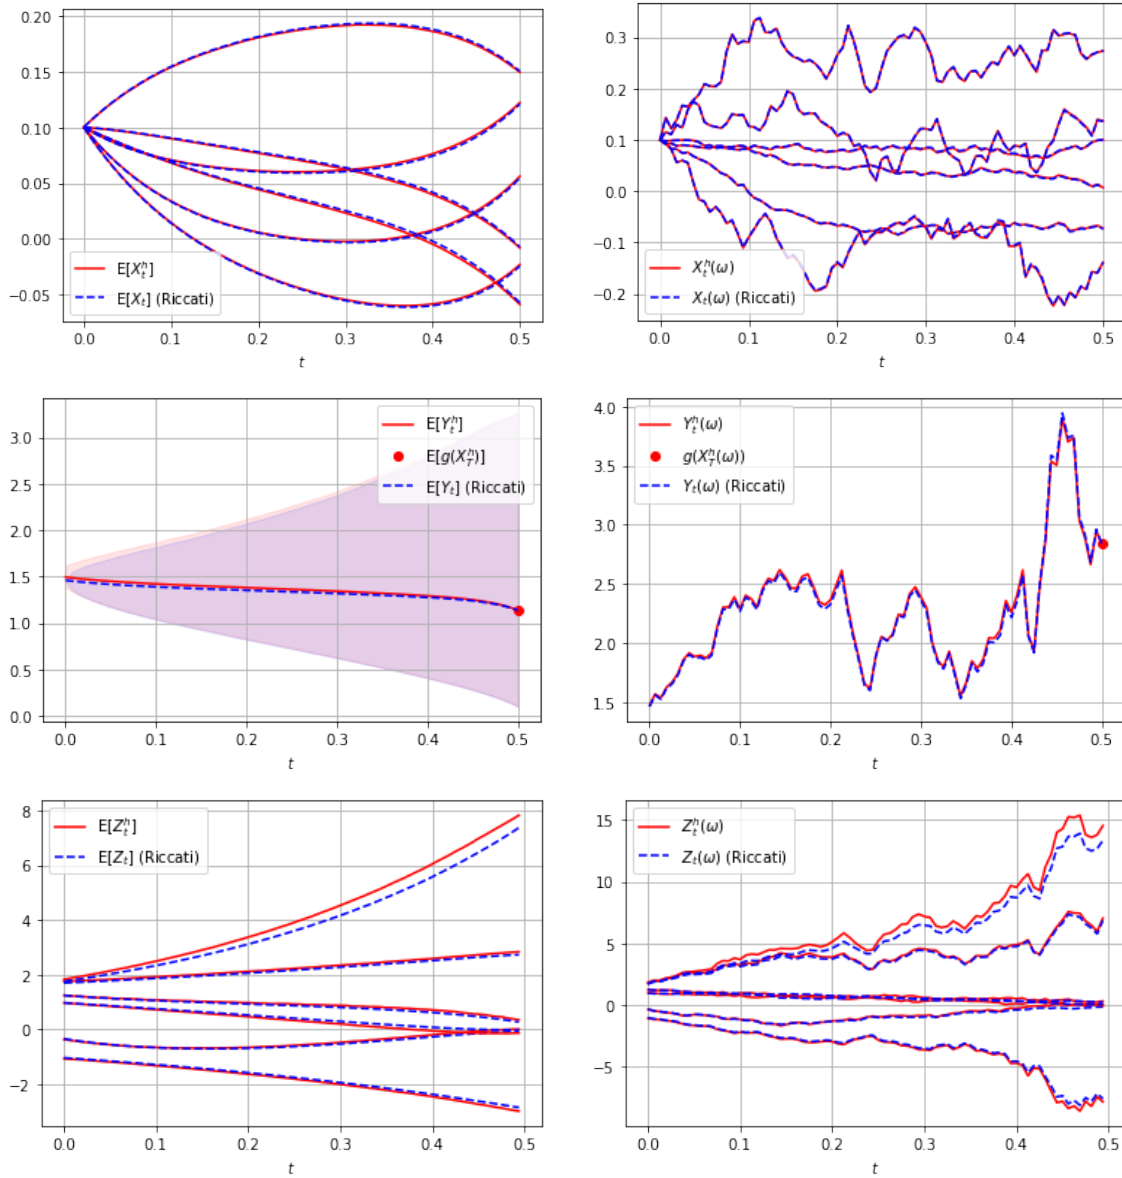 0.20
0.15
0.10
0.05
0.00
−0.05
E[X_t^h]
E[X_t] (Riccati)
0.0 0.1 0.2 0.3 0.4 0.5
t
0.3
0.2
0.1
0.0
−0.1
−0.2
X_t^h(ω)
X_t(ω) (Riccati)
0.0 0.1 0.2 0.3 0.4 0.5
t
3.0
2.5
2.0
1.5
1.0
0.5
0.0
E[Y_t^h]
E[g(X_T^h)]
E[Y_t] (Riccati)
0.0 0.1 0.2 0.3 0.4 0.5
t
4.0
3.5
3.0
2.5
2.0
1.5
Y_t^h(ω)
g(X_T^h(ω))
Y_t(ω) (Riccati)
0.0 0.1 0.2 0.3 0.4 0.5
t
8
6
4
2
0
−2
E[Z_t^h]
E[Z_t] (Riccati)
0.0 0.1 0.2 0.3 0.4 0.5
t
15
10
5
0
−5
Z_t^h(ω)
Z_t(ω) (Riccati)
0.0 0.1 0.2 0.3 0.4 0.5
t